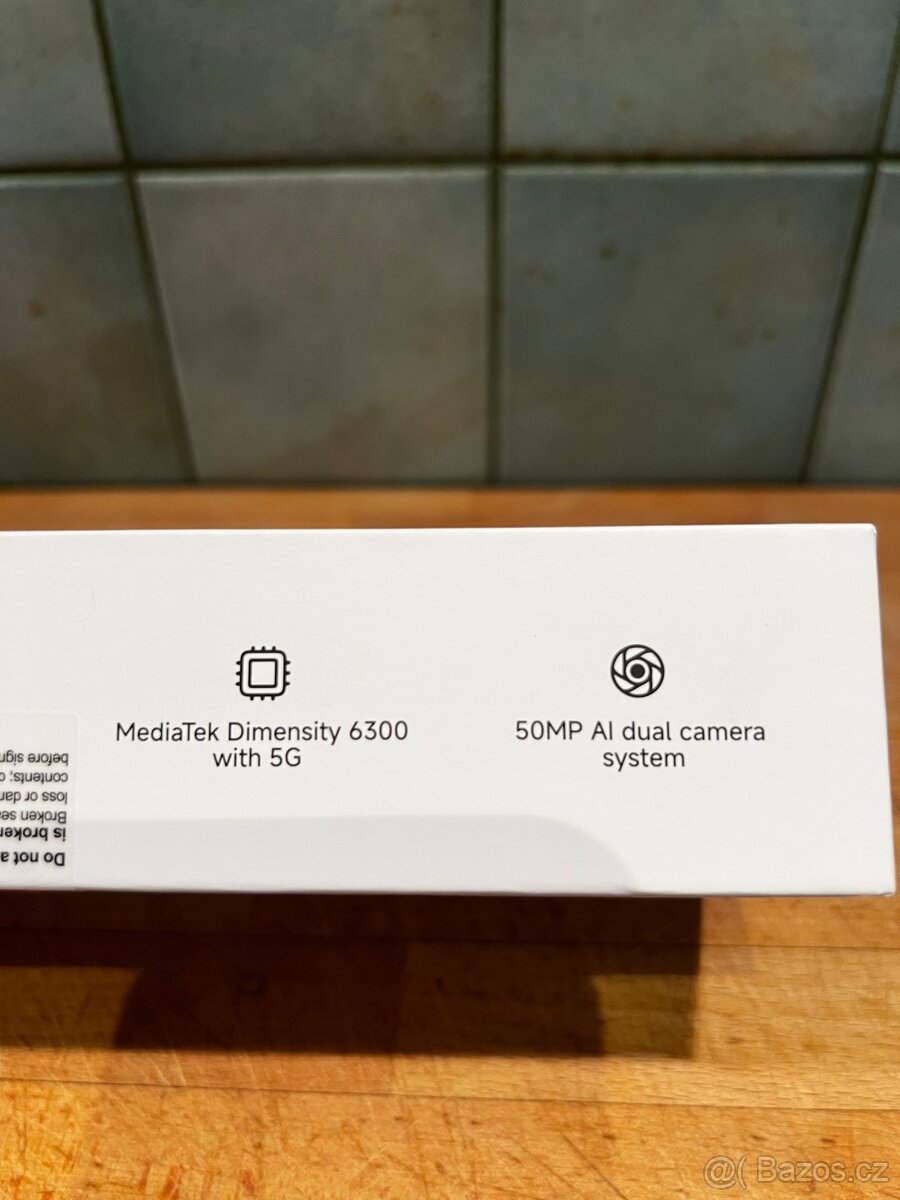 MediaTek Dimensity 6300
with 5G
50MP AI dual camera
system
Do not a
is broken
Broken sea
loss or dam
contents; c
before sign
@( Bazos.cz